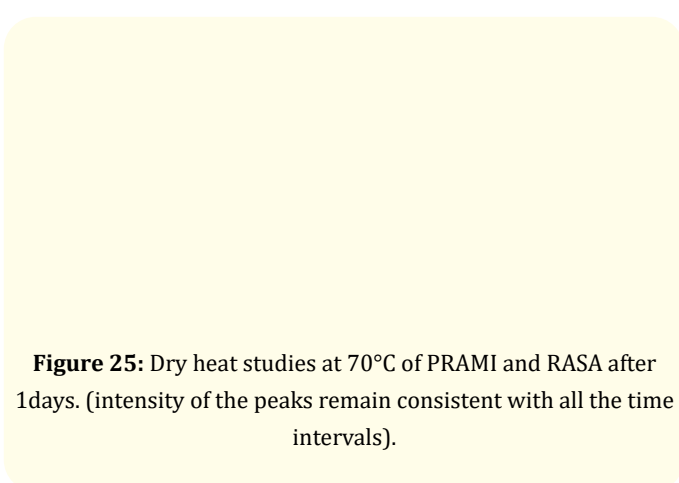 Figure 25: Dry heat studies at 70°C of PRAMI and RASA after
1days. (intensity of the peaks remain consistent with all the time
intervals).